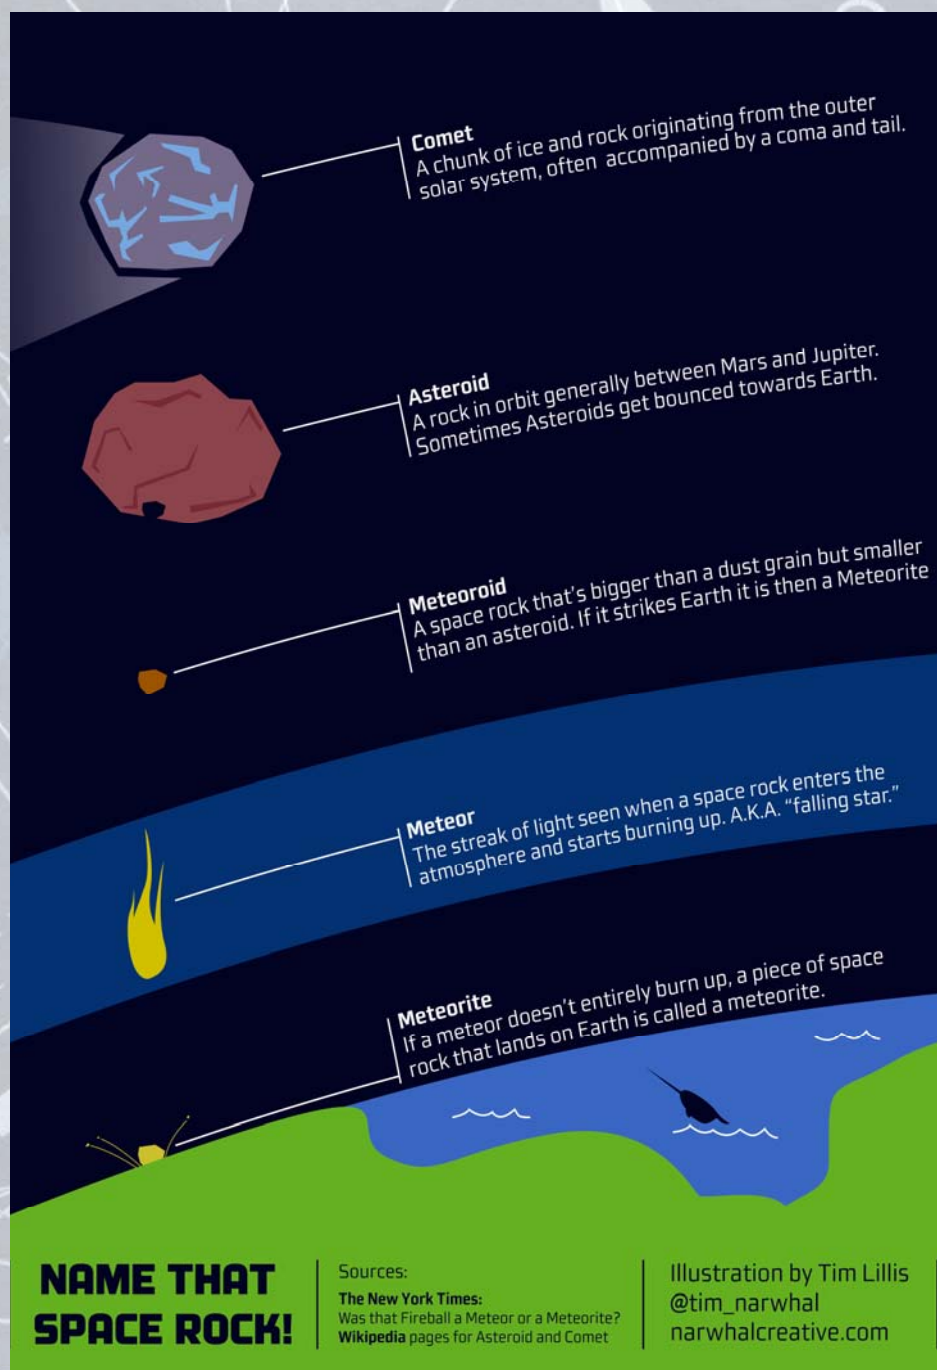 Comet
A chunk of ice and rock originating from the outer
solar system, often accompanied by a coma and tail.
Asteroid
A rock in orbit generally between Mars and Jupiter.
Sometimes Asteroids get bounced towards Earth.
Meteoroid
A space rock that's bigger than a dust grain but smaller
than an asteroid. If it strikes Earth it is then a Meteorite
Meteor
The streak of light seen when a space rock enters the
atmosphere and starts burning up. A.K.A. “falling star.”
Meteorite
If a meteor doesn't entirely burn up, a piece of space
rock that lands on Earth is called a meteorite.
NAME THAT
SPACE ROCK!
Sources:
The New York Times:
Was that Fireball a Meteor or a Meteorite?
Wikipedia pages for Asteroid and Comet
Illustration by Tim Lillis
@tim_narwhal
narwhalcreative.com